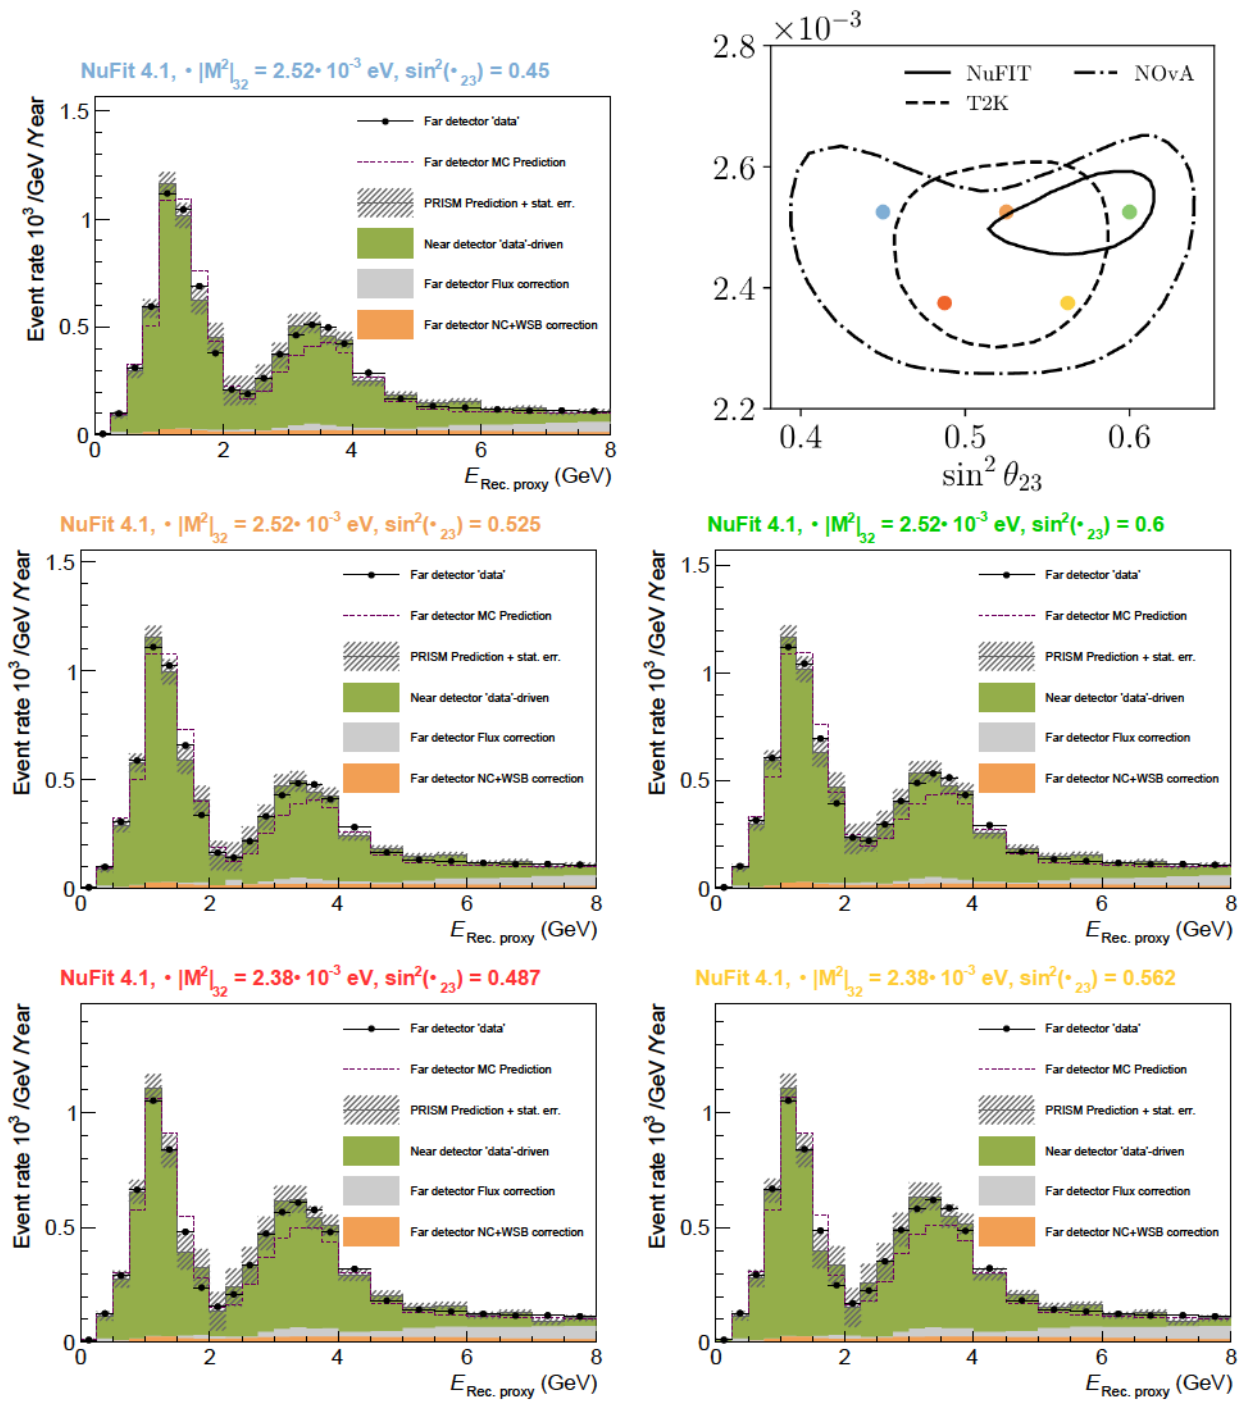 NuFit 4.1, • |M²|₃₂ = 2.52• 10⁻³ eV, sin²(•₂₃) = 0.45
Event rate 10³ /GeV /Year
1.5
1
0.5
0
Far detector 'data'
Far detector MC Prediction
PRISM Prediction + stat. err.
Near detector 'data'-driven
Far detector Flux correction
Far detector NC+WSB correction
0 2 4 6 8
E Rec. proxy (GeV)
×10⁻³
2.8
2.6
2.4
2.2
NuFIT
T2K
NOvA
0.4 0.5 0.6
sin² θ₂₃
NuFit 4.1, • |M²|₃₂ = 2.52• 10⁻³ eV, sin²(•₂₃) = 0.525
Event rate 10³ /GeV /Year
1.5
1
0.5
0
Far detector 'data'
Far detector MC Prediction
PRISM Prediction + stat. err.
Near detector 'data'-driven
Far detector Flux correction
Far detector NC+WSB correction
0 2 4 6 8
E Rec. proxy (GeV)
NuFit 4.1, • |M²|₃₂ = 2.52• 10⁻³ eV, sin²(•₂₃) = 0.6
Event rate 10³ /GeV /Year
1.5
1
0.5
0
Far detector 'data'
Far detector MC Prediction
PRISM Prediction + stat. err.
Near detector 'data'-driven
Far detector Flux correction
Far detector NC+WSB correction
0 2 4 6 8
E Rec. proxy (GeV)
NuFit 4.1, • |M²|₃₂ = 2.38• 10⁻³ eV, sin²(•₂₃) = 0.487
Event rate 10³ /GeV /Year
1
0.5
0
Far detector 'data'
Far detector MC Prediction
PRISM Prediction + stat. err.
Near detector 'data'-driven
Far detector Flux correction
Far detector NC+WSB correction
0 2 4 6 8
E Rec. proxy (GeV)
NuFit 4.1, • |M²|₃₂ = 2.38• 10⁻³ eV, sin²(•₂₃) = 0.562
Event rate 10³ /GeV /Year
1
0.5
0
Far detector 'data'
Far detector MC Prediction
PRISM Prediction + stat. err.
Near detector 'data'-driven
Far detector Flux correction
Far detector NC+WSB correction
0 2 4 6 8
E Rec. proxy (GeV)